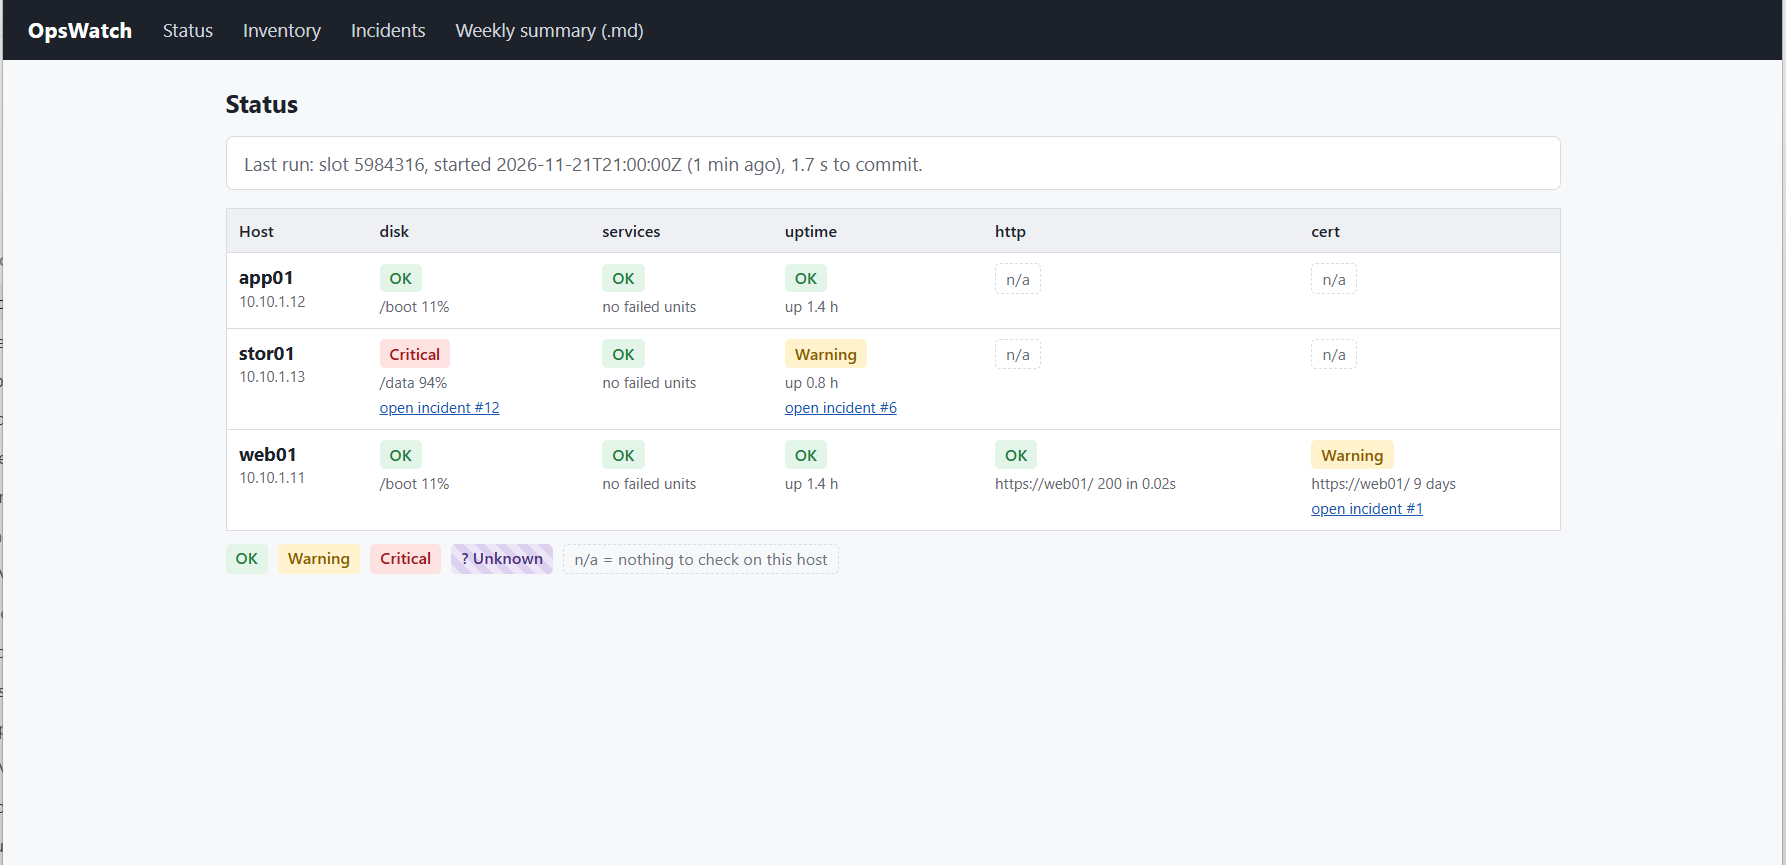 OpsWatch Status Inventory Incidents Weekly summary (.md)
Status
Last run: slot 5984316, started 2026-11-21T21:00:00Z (1 min ago), 1.7 s to commit.
Host disk services uptime http cert
app01 OK OK OK n/a n/a
10.10.1.12 /boot 11% no failed units up 1.4 h
stor01 Critical OK Warning n/a n/a
10.10.1.13 /data 94% no failed units up 0.8 h
open incident #12 open incident #6
web01 OK OK OK OK Warning
10.10.1.11 /boot 11% no failed units up 1.4 h https://web01/ 200 in 0.02s https://web01/ 9 days
open incident #1
OK Warning Critical ? Unknown n/a = nothing to check on this host